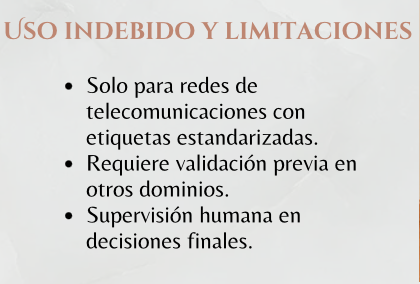 Uso indebido y limitaciones
• Solo para redes de
telecomunicaciones con
etiquetas estandarizadas.
• Requiere validación previa en
otros dominios.
• Supervisión humana en
decisiones finales.